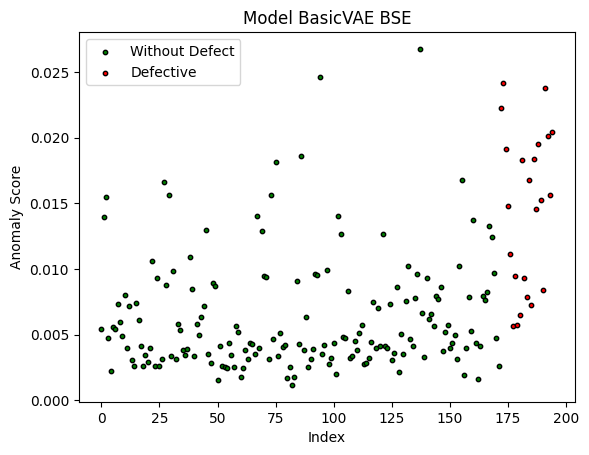 Model BasicVAE BSE
Without Defect
Defective
Anomaly Score
0.025
0.020
0.015
0.010
0.005
0.000
0 25 50 75 100 125 150 175 200
Index